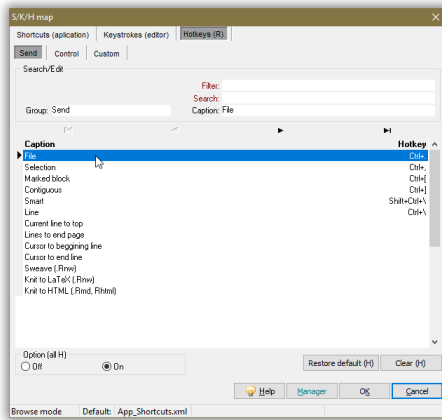 S/K/H map
Shortcuts (aplication) Keystrokes (editor) Hotkeys (R)
Send Control Custom
Search/Edit
Filter:
Search:
Group: Send Caption: File
Caption Hotkey
File Ctrl+.
Selection Ctrl+,
Marked block Ctrl+[
Contiguous Ctrl+]
Smart Shift+Ctrl+\
Line Ctrl+\
Current line to top
Lines to end page
Cursor to beggining line
Cursor to end line
Sweave (.Rnw)
Knit to LaTeX (.Rnw)
Knit to HTML (.Rmd, Rhtml)
Option (all H)
Off On
Restore default (H) Clear (H)
Help Manager OK Cancel
Browse mode Default: App_Shortcuts.xml